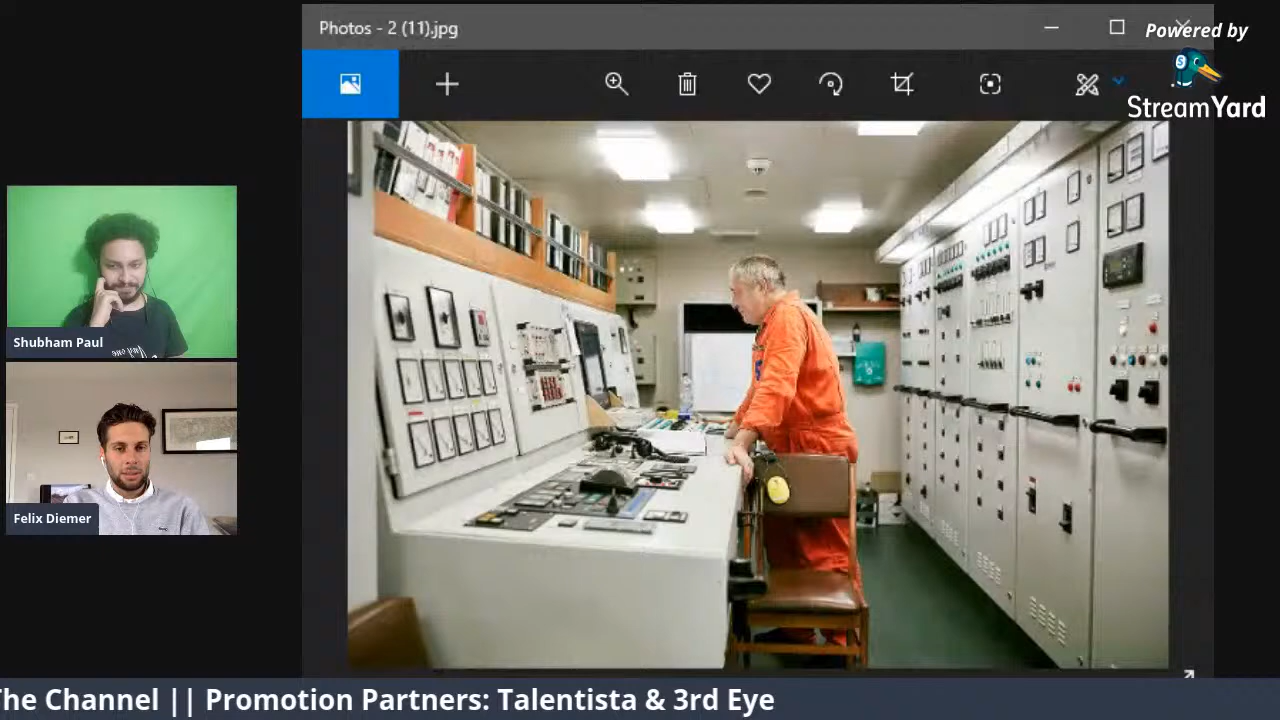 Photos - 2 (11).jpg
Powered by
StreamYard
Shubham Paul
Felix Diemer
The Channel || Promotion Partners: Talentista & 3rd Eye